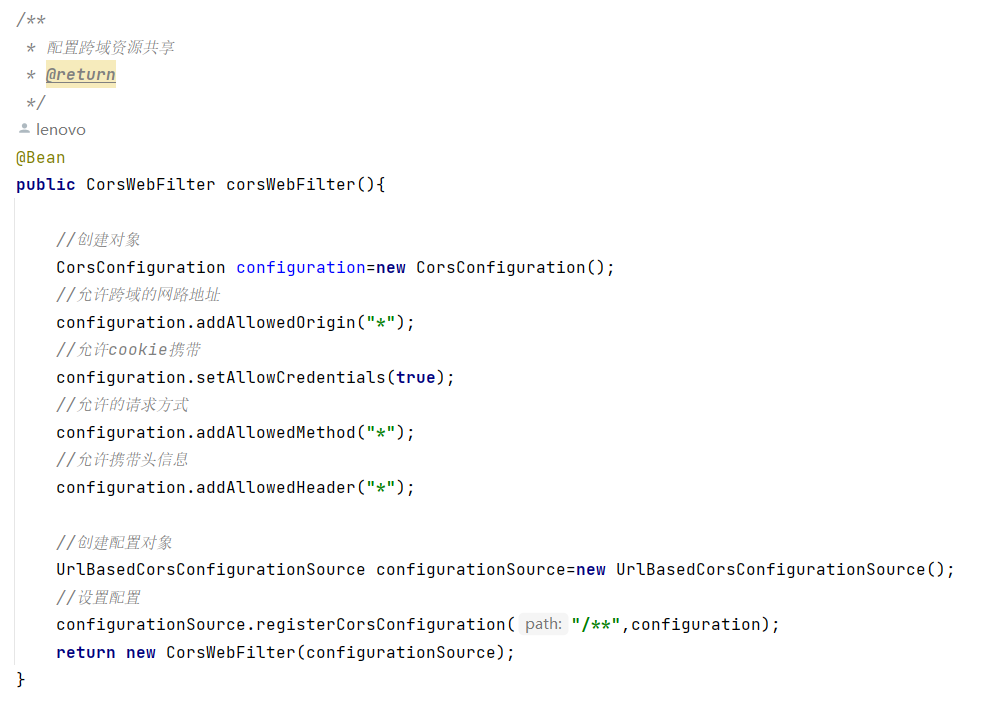 /**
 * 配置跨域资源共享
 * @return
 */
lenovo
@Bean
public CorsWebFilter corsWebFilter(){
//创建对象
CorsConfiguration configuration=new CorsConfiguration();
//允许跨域的网路地址
configuration.addAllowedOrigin("*");
//允许cookie携带
configuration.setAllowCredentials(true);
//允许的请求方式
configuration.addAllowedMethod("*");
//允许携带头信息
configuration.addAllowedHeader("*");
//创建配置对象
UrlBasedCorsConfigurationSource configurationSource=new UrlBasedCorsConfigurationSource();
//设置配置
configurationSource.registerCorsConfiguration( path: "/**",configuration);
return new CorsWebFilter(configurationSource);
}